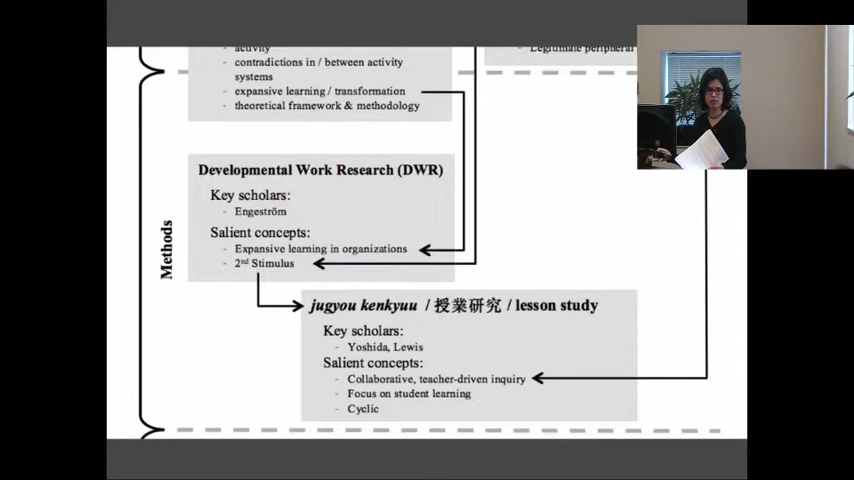 activity
- Legitimate peripheral
- contradictions in / between activity
systems
- expansive learning / transformation
- theoretical framework & methodology
Methods
Developmental Work Research (DWR)
Key scholars:
- Engeström
Salient concepts:
- Expansive learning in organizations
- 2nd Stimulus
jugyou kenkyuu / 授業研究 / lesson study
Key scholars:
- Yoshida, Lewis
Salient concepts:
- Collaborative, teacher-driven inquiry
- Focus on student learning
- Cyclic